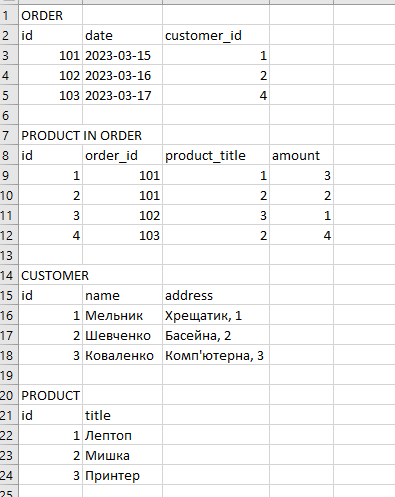 1 ORDER
2 id date customer_id
3 101 2023-03-15 1
4 102 2023-03-16 2
5 103 2023-03-17 4
6
7 PRODUCT IN ORDER
8 id order_id product_title amount
9 1 101 1 3
10 2 101 2 2
11 3 102 3 1
12 4 103 2 4
13
14 CUSTOMER
15 id name address
16 1 Мельник Хрещатик, 1
17 2 Шевченко Басейна, 2
18 3 Коваленко Комп'ютерна, 3
19
20 PRODUCT
21 id title
22 1 Лептоп
23 2 Мишка
24 3 Принтер
25